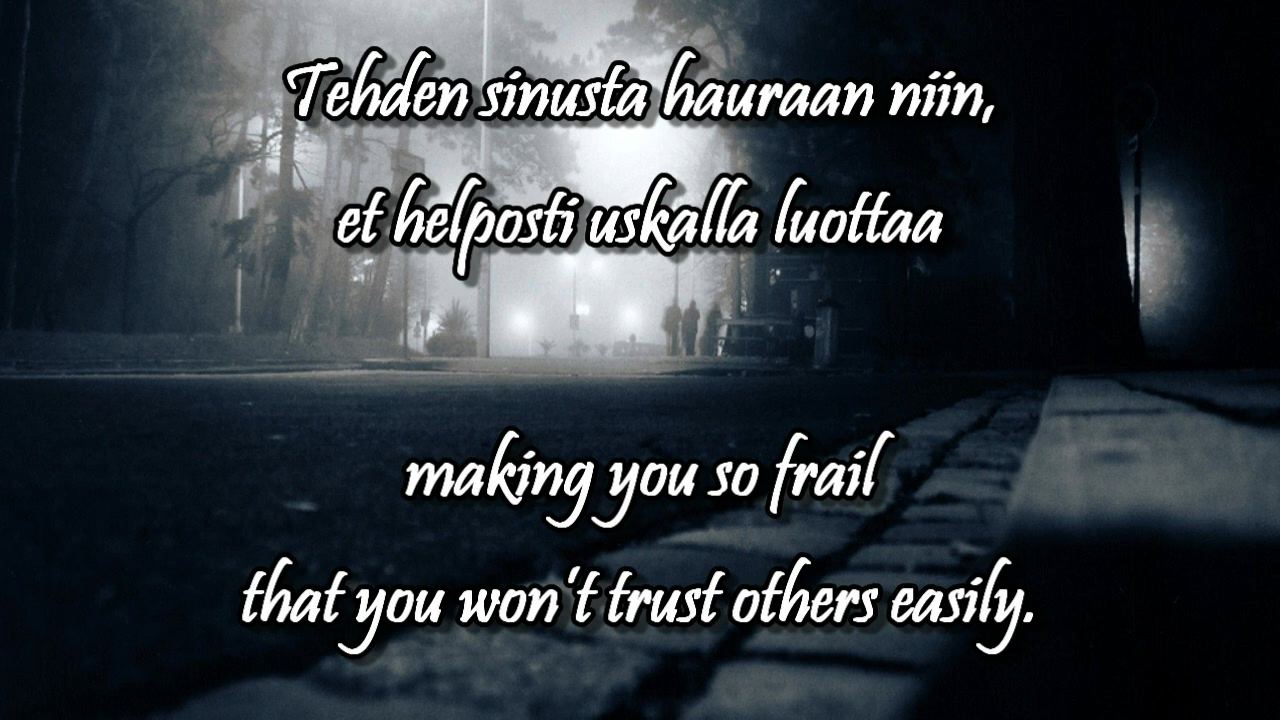 Tehden sinusta hauraan niin,
et helposti uskalla luottaa
making you so frail
that you won't trust others easily.